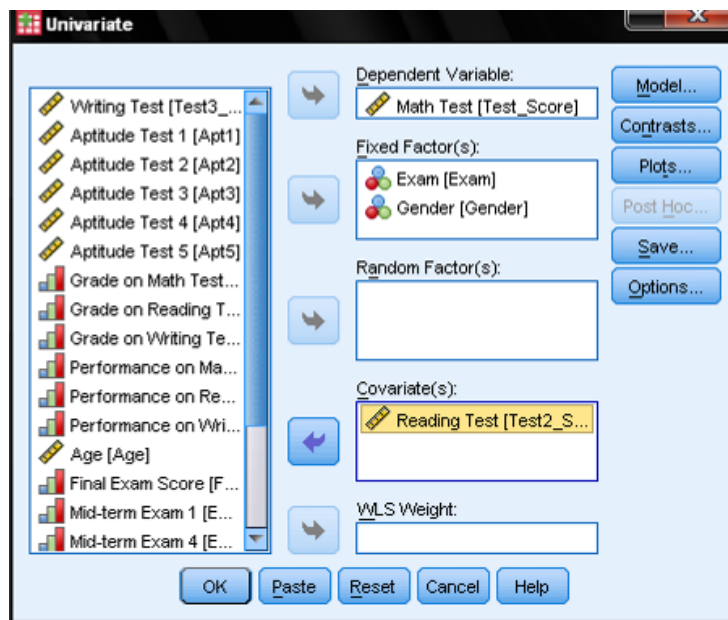 Univariate
Writing Test [Test3_...
Aptitude Test 1 [Apt1]
Aptitude Test 2 [Apt2]
Aptitude Test 3 [Apt3]
Aptitude Test 4 [Apt4]
Aptitude Test 5 [Apt5]
Grade on Math Test...
Grade on Reading T...
Grade on Writing Te...
Performance on Ma...
Performance on Re...
Performance on Wri...
Age [Age]
Final Exam Score [F...
Mid-term Exam 1 [E...
Mid-term Exam 4 [E...
Dependent Variable:
Math Test [Test_Score]
Fixed Factor(s):
Exam [Exam]
Gender [Gender]
Random Factor(s):
Covariate(s):
Reading Test [Test2_S...
WLS Weight:
Model...
Contrasts...
Plots...
Post Hoc...
Save...
Options...
OK
Paste
Reset
Cancel
Help